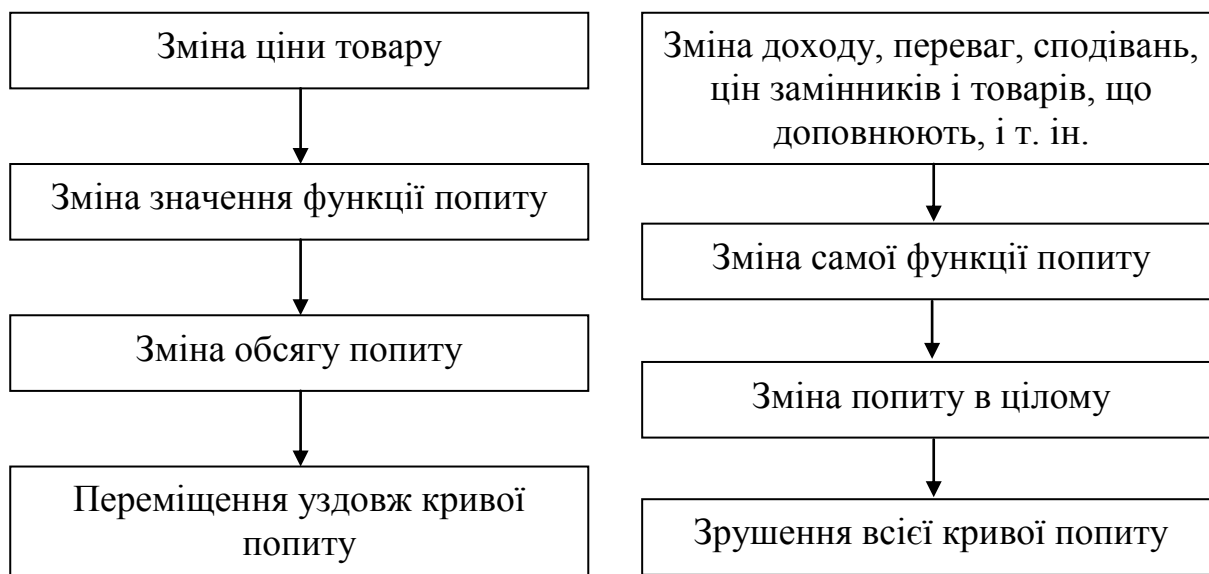 Зміна ціни товару
Зміна значення функції попиту
Зміна обсягу попиту
Переміщення уздовж кривої
попиту
Зміна доходу, переваг, сподівань,
цін замінників і товарів, що
доповнюють, і т. ін.
Зміна самої функції попиту
Зміна попиту в цілому
Зрушення всієї кривої попиту